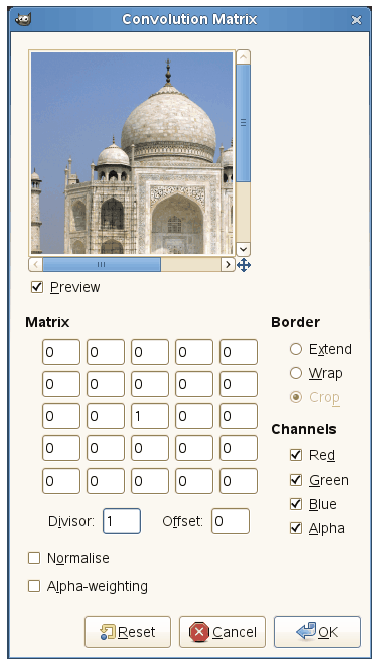 Convolution Matrix
Preview
Matrix
0 0 0 0 0
0 0 0 0 0
0 0 1 0 0
0 0 0 0 0
0 0 0 0 0
Divisor: 1 Offset: 0
Normalise
Alpha-weighting
Border
Extend
Wrap
Crop
Channels
Red
Green
Blue
Alpha
Reset Cancel OK